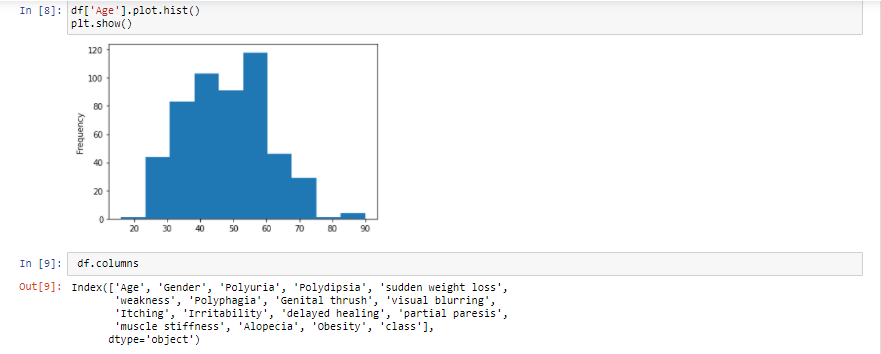 In [8]: df['Age'].plot.hist()
plt.show()
120
100
80
60
40
20
0
Frequency
20 30 40 50 60 70 80 90
In [9]: df.columns
Out[9]: Index(['Age', 'Gender', 'Polyuria', 'Polydipsia', 'sudden weight loss',
'weakness', 'Polyphagia', 'Genital thrush', 'visual blurring',
'Itching', 'Irritability', 'delayed healing', 'partial paresis',
'muscle stiffness', 'Alopecia', 'Obesity', 'class'],
dtype='object')